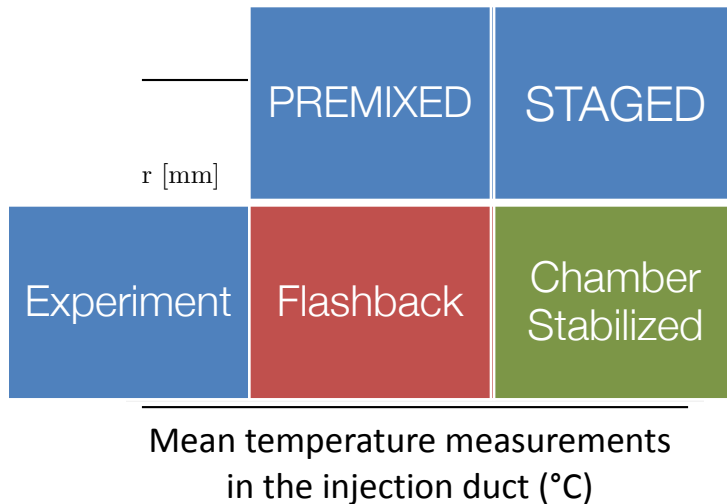 PREMIXED STAGED
r [mm]
Experiment Flashback Chamber
Stabilized
Mean temperature measurements
in the injection duct (°C)